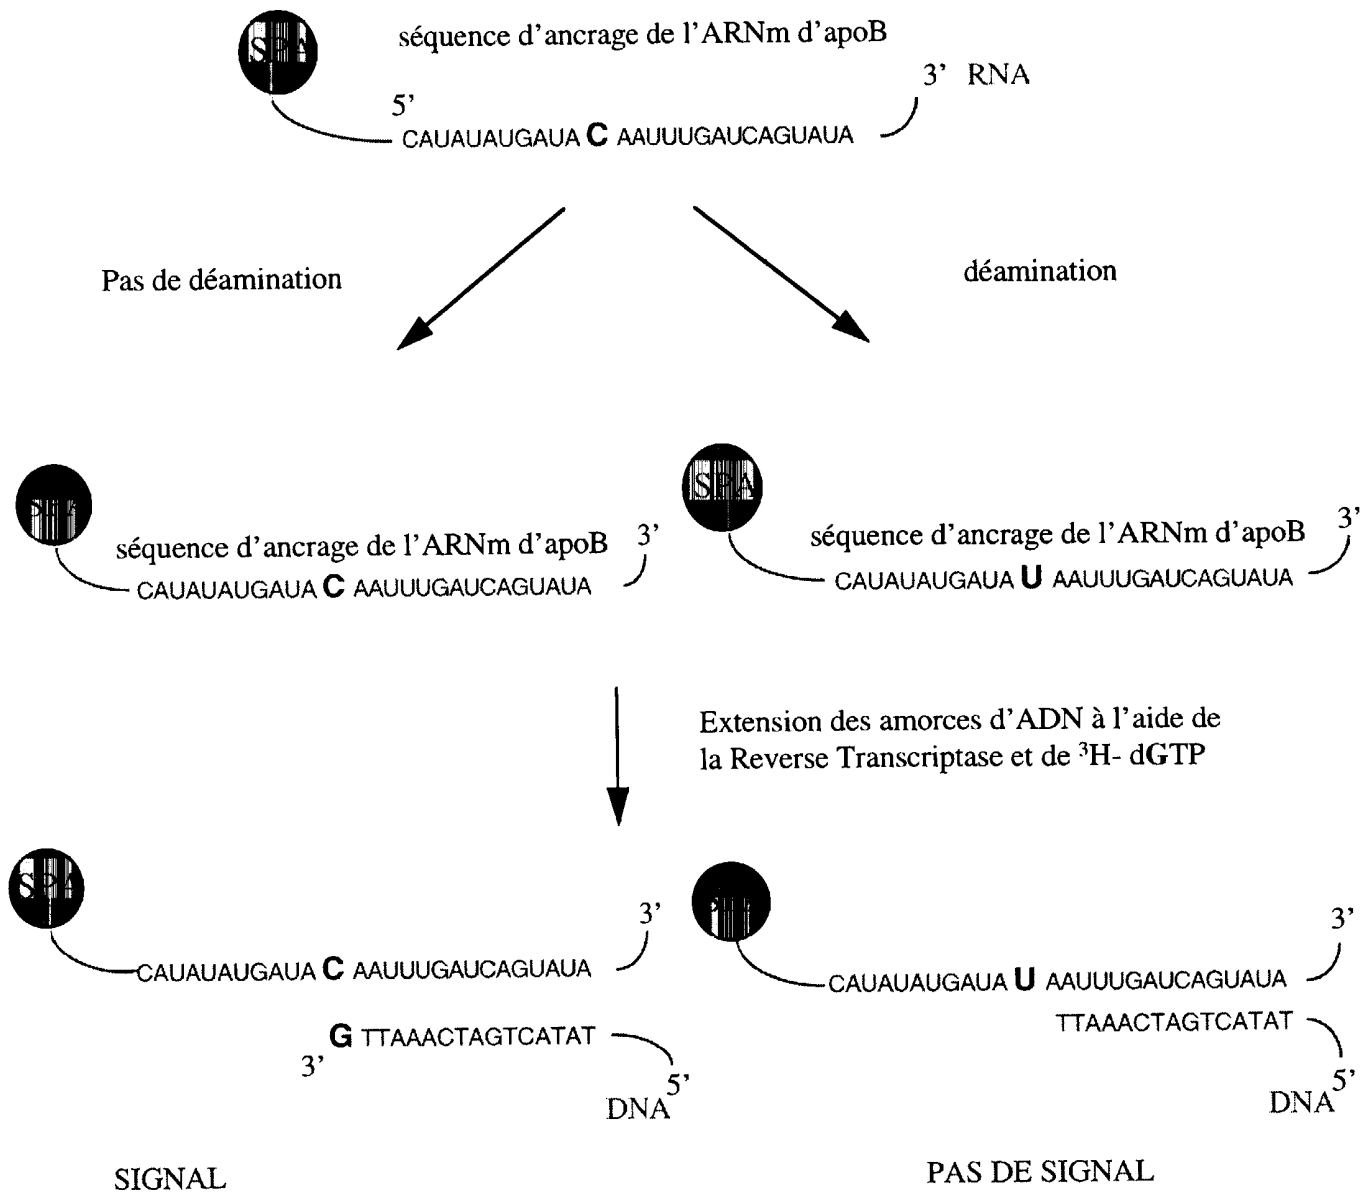 SPA
séquence d'ancrage de l'ARNm d'apoB
3' RNA
5'
CAUAUAUGAUA C AAUUUGAUCAGUAUA
Pas de déamination
déamination
SPA
séquence d'ancrage de l'ARNm d'apoB
3'
CAUAUAUGAUA C AAUUUGAUCAGUAUA
séquence d'ancrage de l'ARNm d'apoB
3'
CAUAUAUGAUA U AAUUUGAUCAGUAUA
Extension des amorces d'ADN à l'aide de
la Reverse Transcriptase et de ³H- dGTP
SPA
3'
CAUAUAUGAUA C AAUUUGAUCAGUAUA
G TTAAACTAGTCATAT
3'
5'
DNA
SIGNAL
3'
CAUAUAUGAUA U AAUUUGAUCAGUAUA
TTAAACTAGTCATAT
5'
DNA
PAS DE SIGNAL